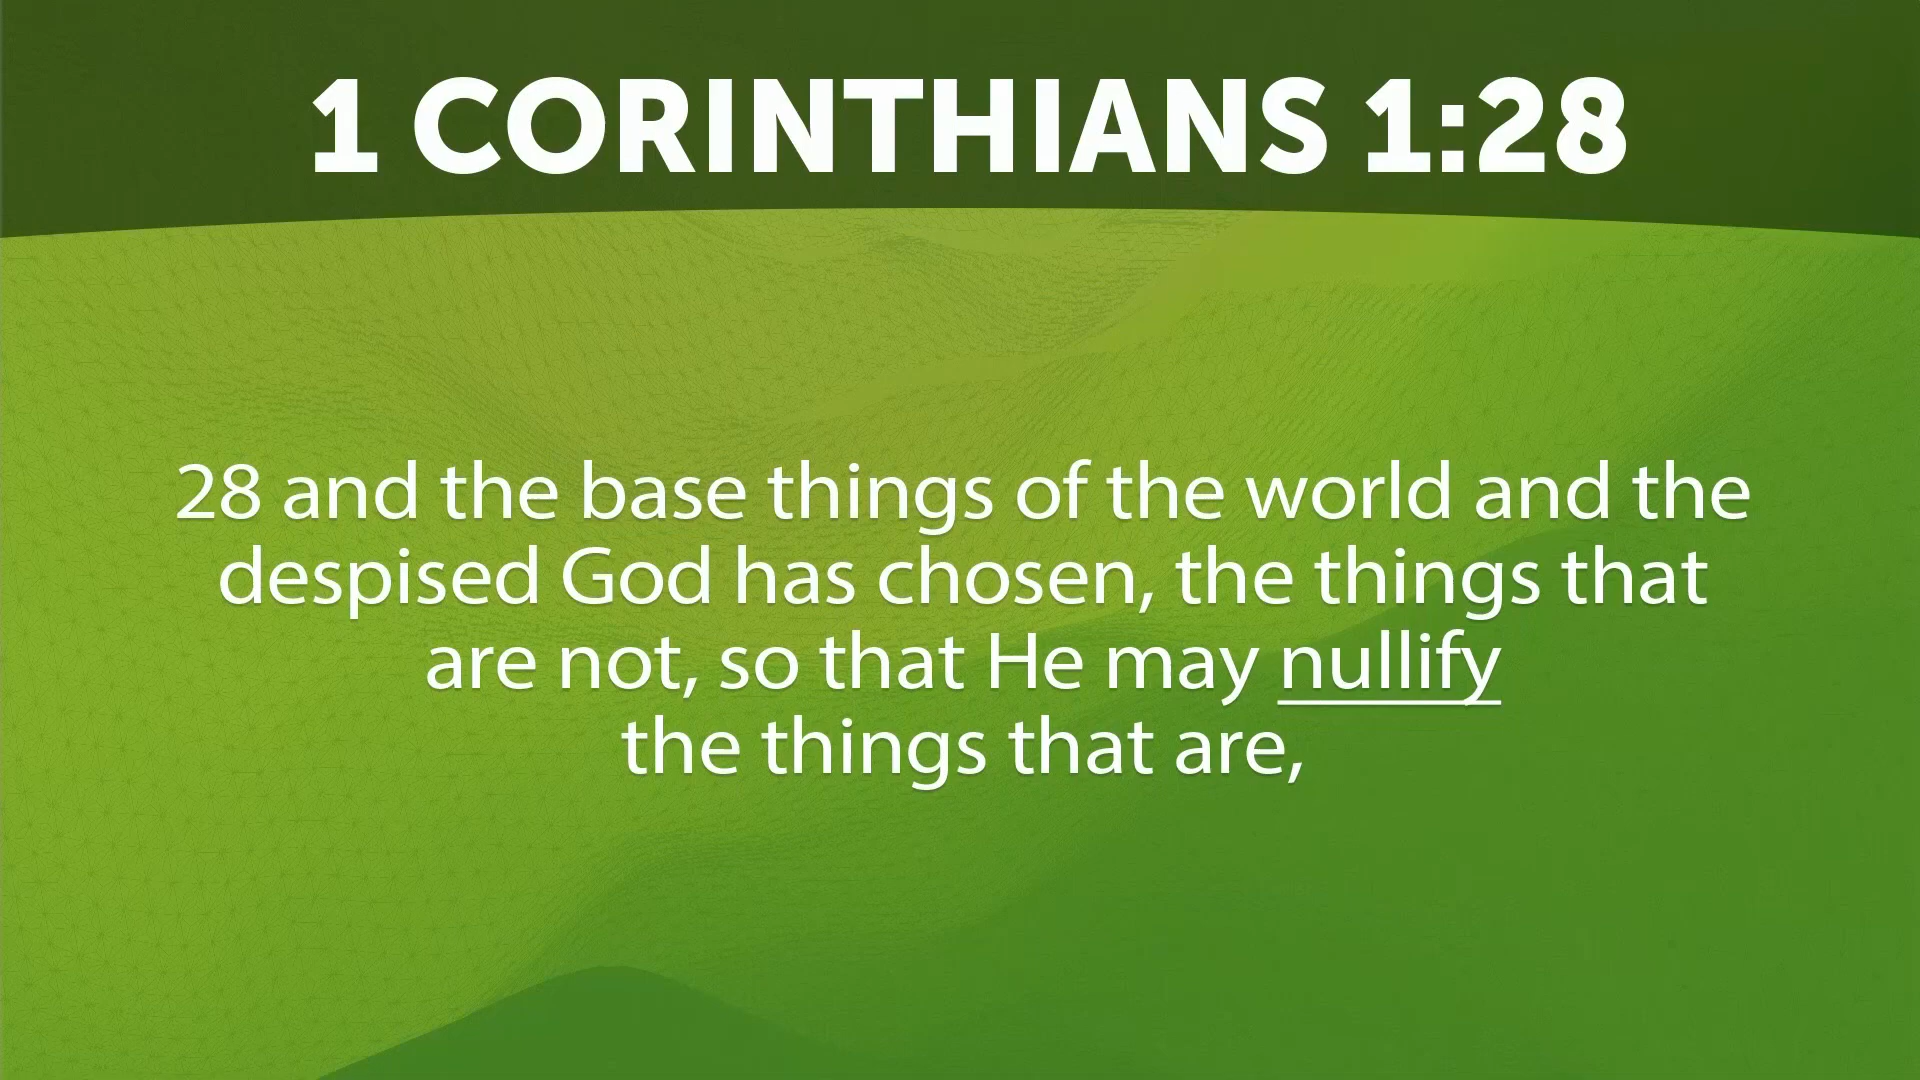 1 CORINTHIANS 1:28
28 and the base things of the world and the
despised God has chosen, the things that
are not, so that He may nullify
the things that are,